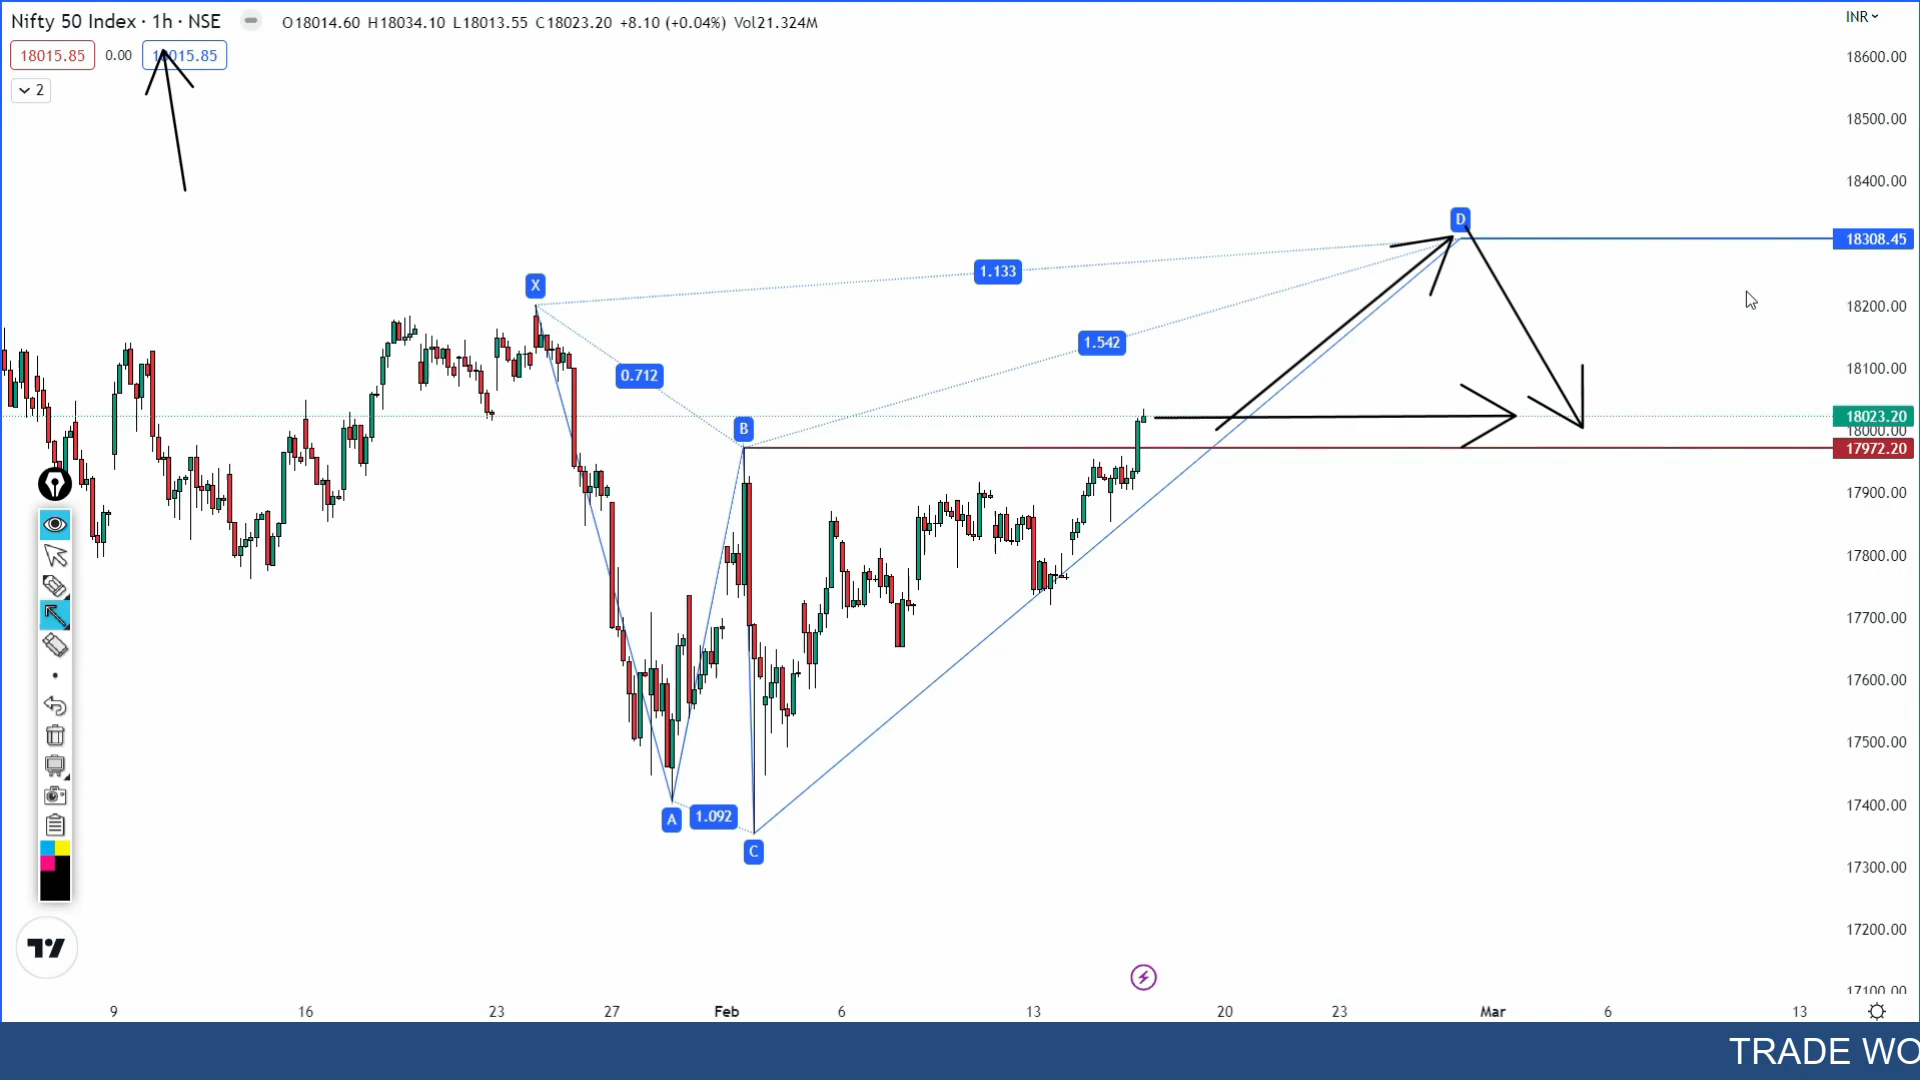 Nifty 50 Index · 1h · NSE O18014.60 H18034.10 L18013.55 C18023.20 +8.10 (+0.04%) Vol21.324M
INR
18015.85 0.00 18015.85
2
18600.00
18500.00
18400.00
D
18308.45
1.133
X
18200.00
1.542
0.712
18100.00
18023.20
B
18000.00
17972.20
17900.00
17800.00
17700.00
17600.00
17500.00
17400.00
A 1.092
C
17300.00
17200.00
17100.00
9 16 23 27 Feb 6 13 20 23 Mar 6 13
TRADE WO